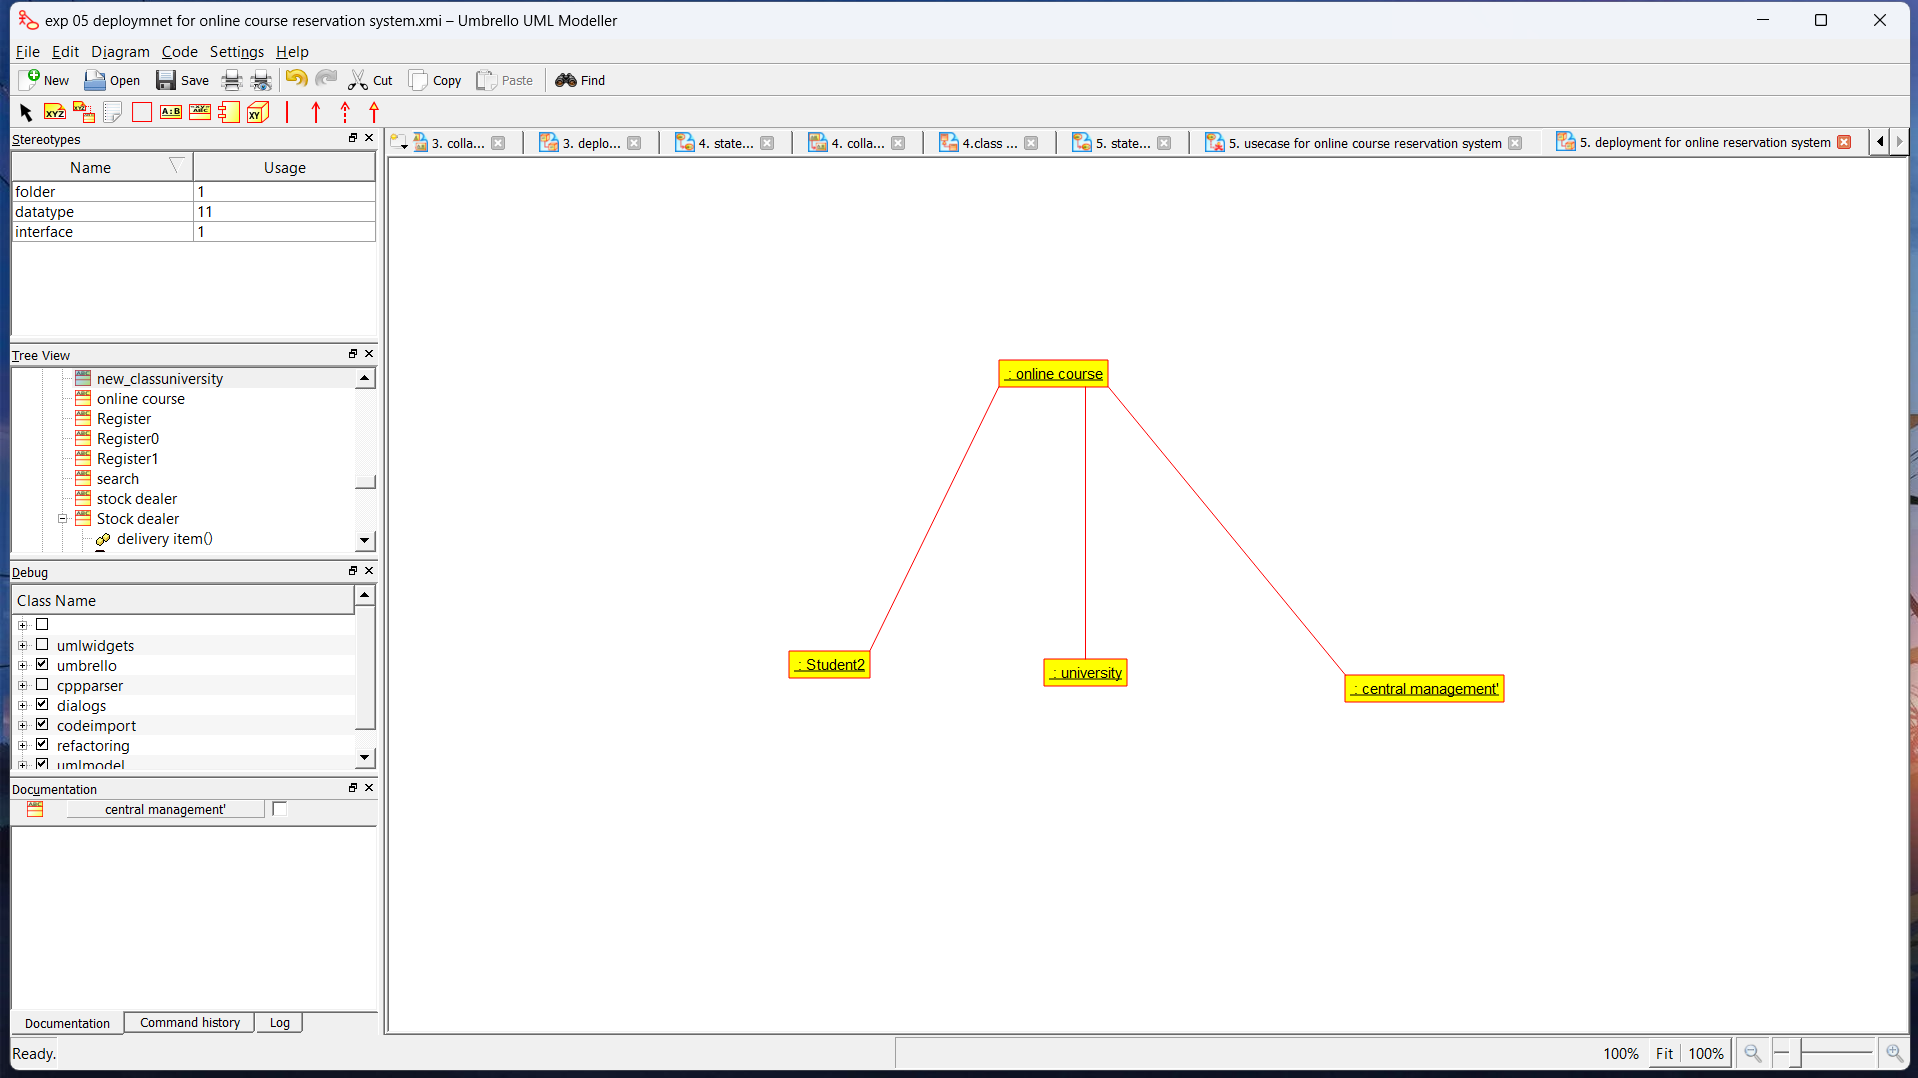 exp 05 deploymnet for online course reservation system.xmi – Umbrello UML Modeller
File Edit Diagram Code Settings Help
New Open Save Cut Copy Paste Find
Stereotypes
Name Usage
folder 1
datatype 11
interface 1
Tree View
new_classuniversity
online course
Register
Register0
Register1
search
stock dealer
Stock dealer
delivery item()
Debug
Class Name
umlwidgets
umbrello
cppparser
dialogs
codeimport
refactoring
umlmodel
Documentation
central management'
Documentation Command history Log
3. colla... 3. deplo... 4. state... 4. colla... 4.class ... 5. state... 5. usecase for online course reservation system 5. deployment for online reservation system
: online course
: Student2
: university
: central management'
Ready.
100% Fit 100%